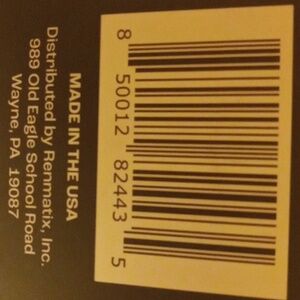 MADE IN THE USA
Distributed by Renmatix, Inc.
989 Old Eagle School Road
Wayne, PA 19087
8 50012 82443 5